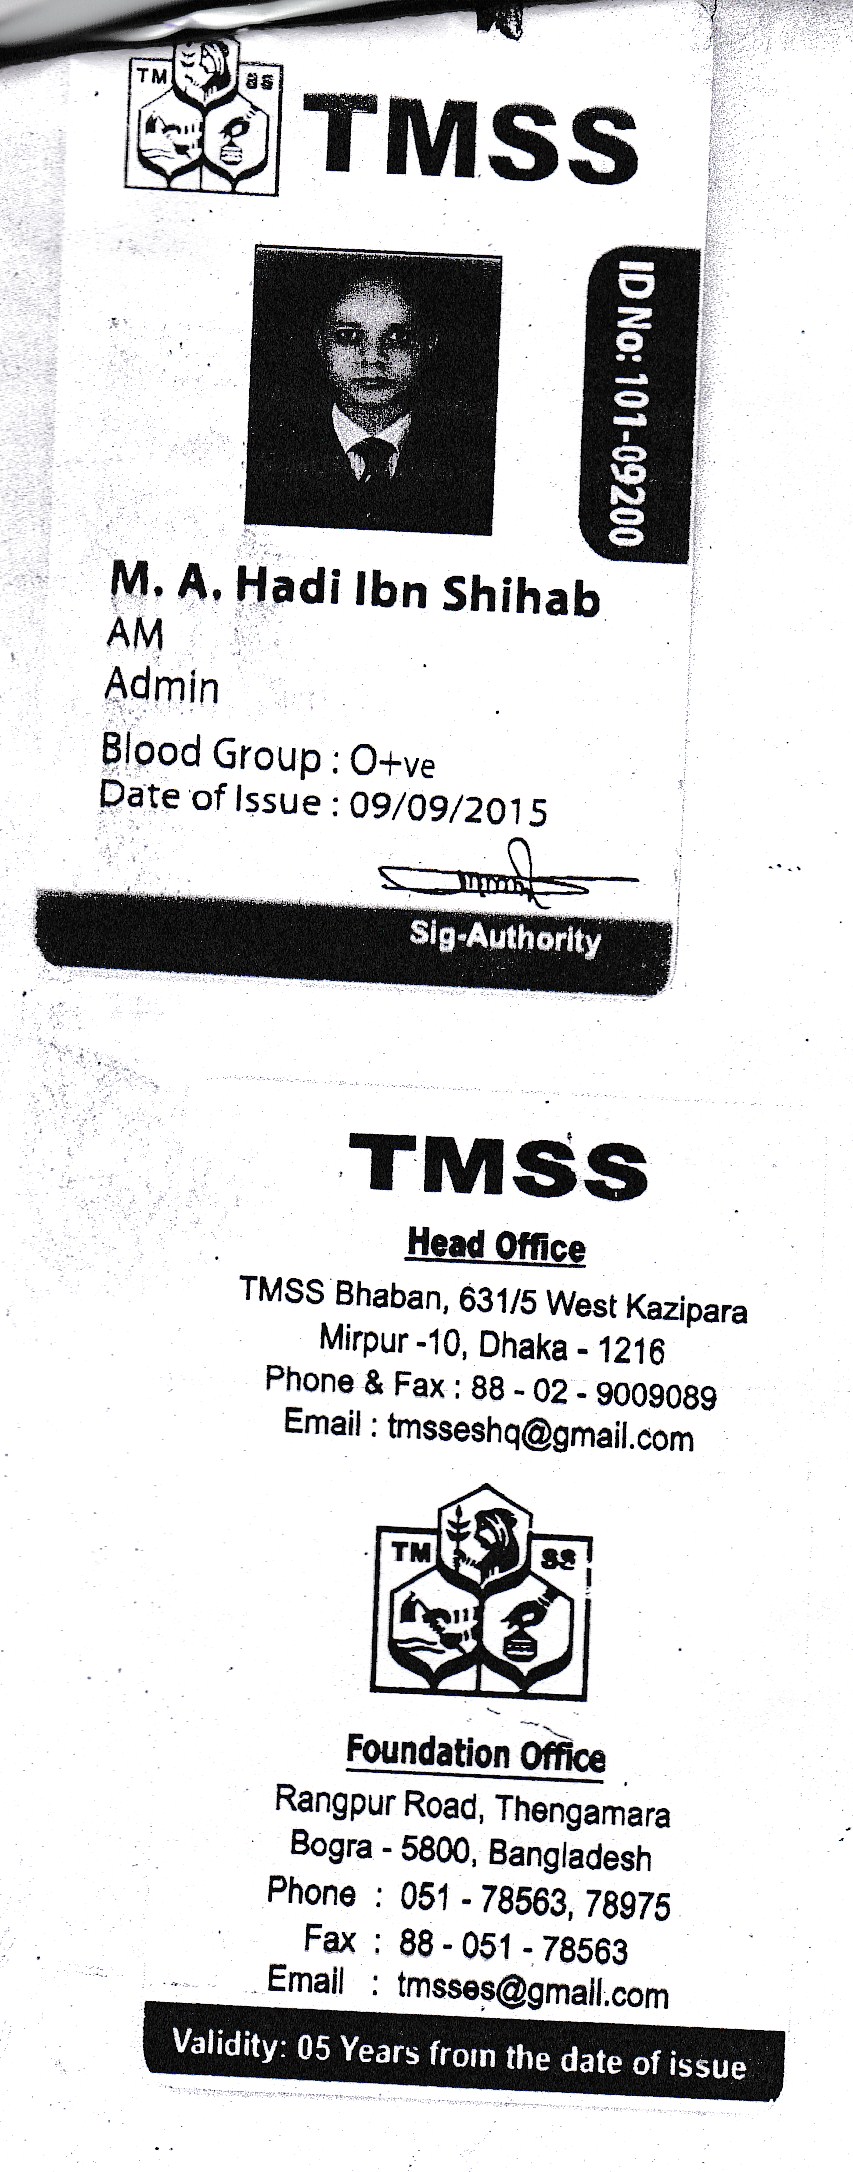 TM SS
TMSS
ID No: 101-09200
M. A. Hadi Ibn Shihab
AM
Admin
Blood Group : O+ve
Date of Issue : 09/09/2015
Sig-Authority
TMSS
Head Office
TMSS Bhaban, 631/5 West Kazipara
Mirpur -10, Dhaka - 1216
Phone & Fax : 88 - 02 - 9009089
Email : tmsseshq@gmail.com
TM SS
Foundation Office
Rangpur Road, Thengamara
Bogra - 5800, Bangladesh
Phone : 051 - 78563, 78975
Fax : 88 - 051 - 78563
Email : tmsses@gmail.com
Validity: 05 Years from the date of issue